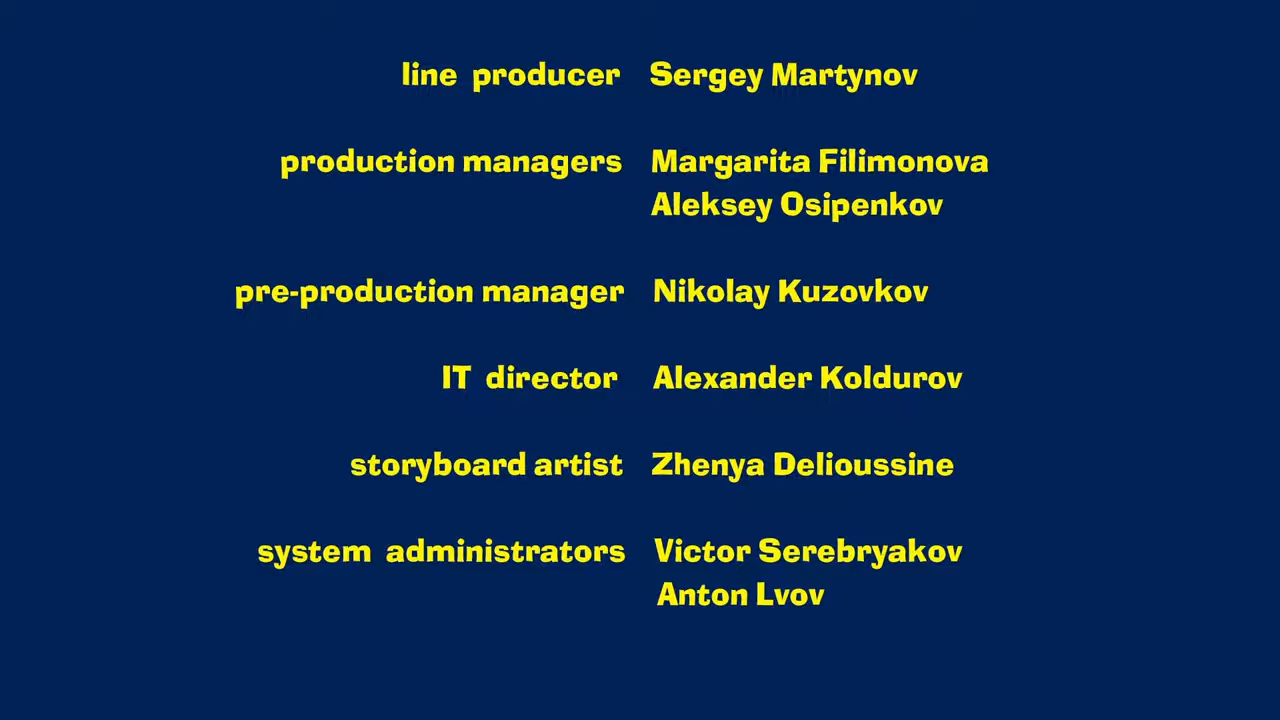 line producer Sergey Martynov
production managers Margarita Filimonova
Aleksey Osipenkov
pre-production manager Nikolay Kuzovkov
IT director Alexander Koldurov
storyboard artist Zhenya Delioussine
system administrators Victor Serebryakov
Anton Lvov